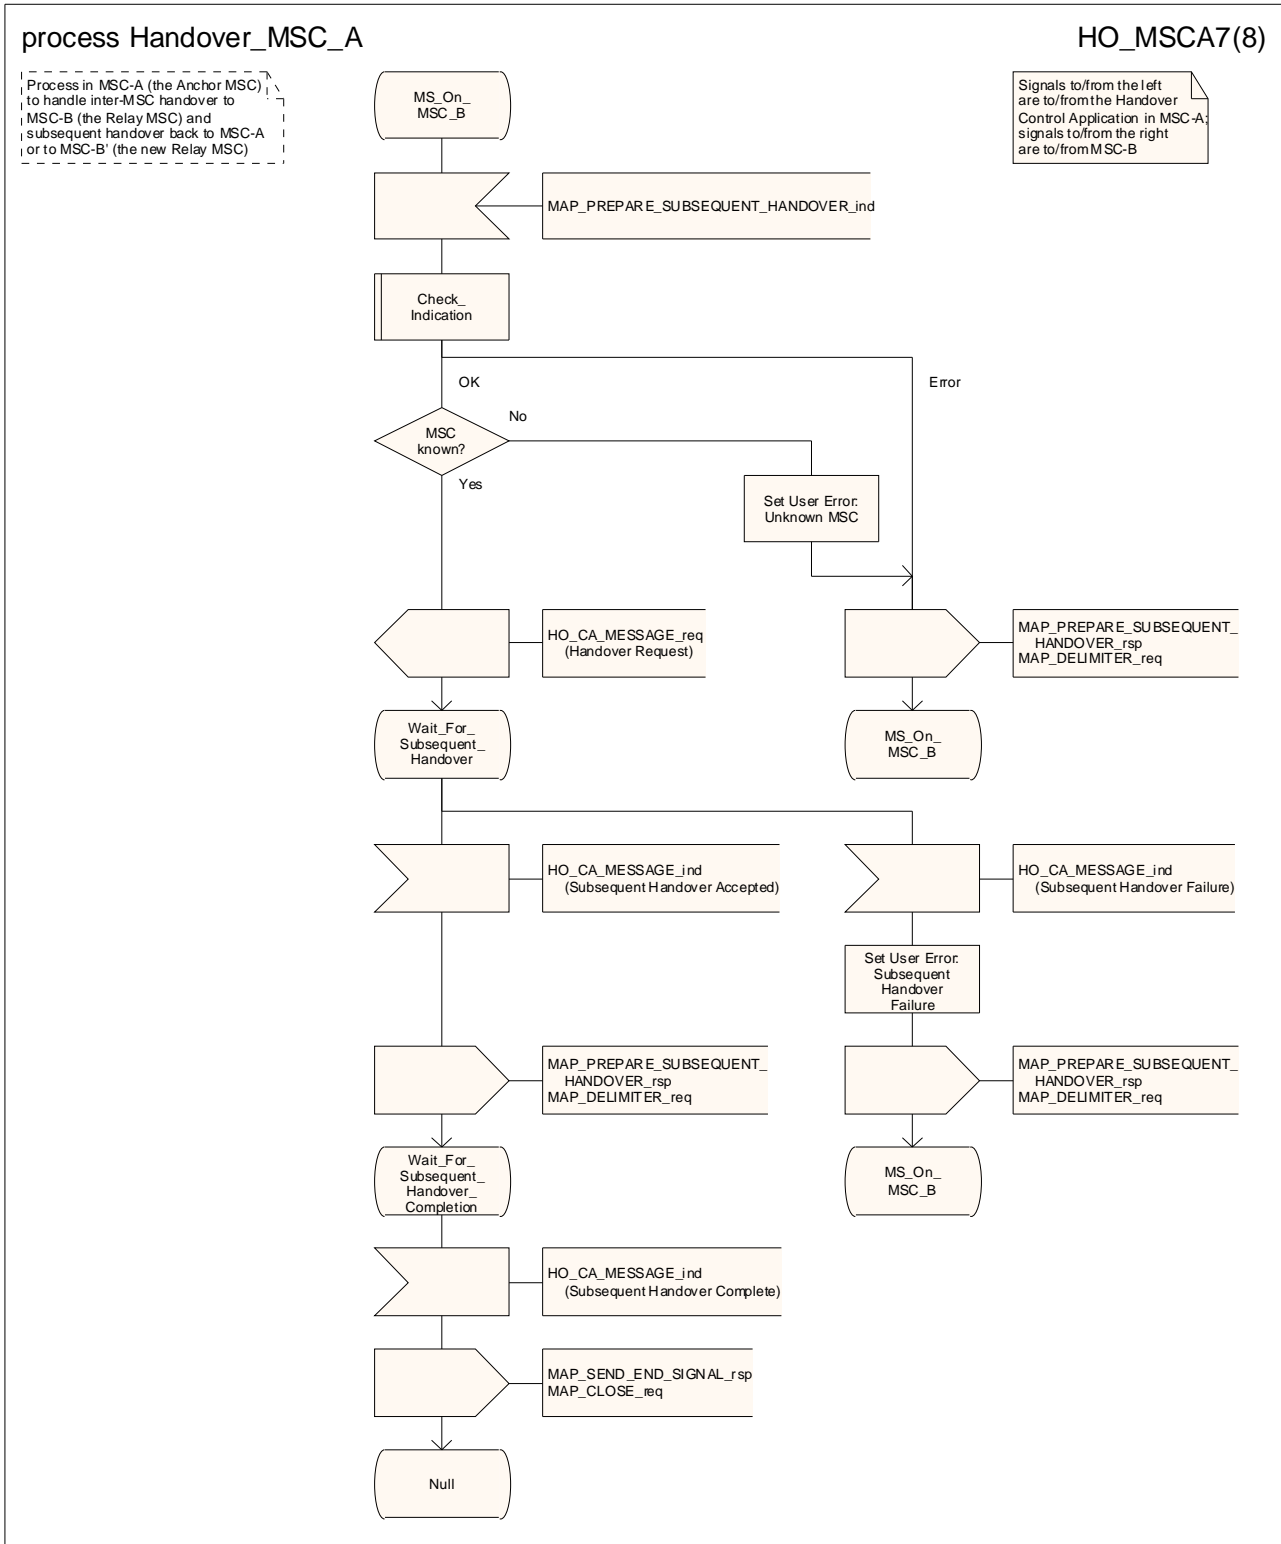 process Handover_MSC_A
HO_MSCA7(8)
Process in MSC-A (the Anchor MSC)
to handle inter-MSC handover to
MSC-B (the Relay MSC) and
subsequent handover back to MSC-A
or to MSC-B' (the new Relay MSC)
Signals to/from the left
are to/from the Handover
Control Application in MSC-A;
signals to/from the right
are to/from MSC-B
MS_On_
MSC_B
MAP_PREPARE_SUBSEQUENT_HANDOVER_ind
Check_
Indication
OK
Error
MSC
known?
No
Yes
Set User Error:
Unknown MSC
HO_CA_MESSAGE_req
(Handover Request)
MAP_PREPARE_SUBSEQUENT_
HANDOVER_rsp
MAP_DELIMITER_req
Wait_For_
Subsequent_
Handover
MS_On_
MSC_B
HO_CA_MESSAGE_ind
(Subsequent Handover Accepted)
HO_CA_MESSAGE_ind
(Subsequent Handover Failure)
Set User Error:
Subsequent
Handover
Failure
MAP_PREPARE_SUBSEQUENT_
HANDOVER_rsp
MAP_DELIMITER_req
MAP_PREPARE_SUBSEQUENT_
HANDOVER_rsp
MAP_DELIMITER_req
Wait_For_
Subsequent_
Handover_
Completion
MS_On_
MSC_B
HO_CA_MESSAGE_ind
(Subsequent Handover Complete)
MAP_SEND_END_SIGNAL_rsp
MAP_CLOSE_req
Null